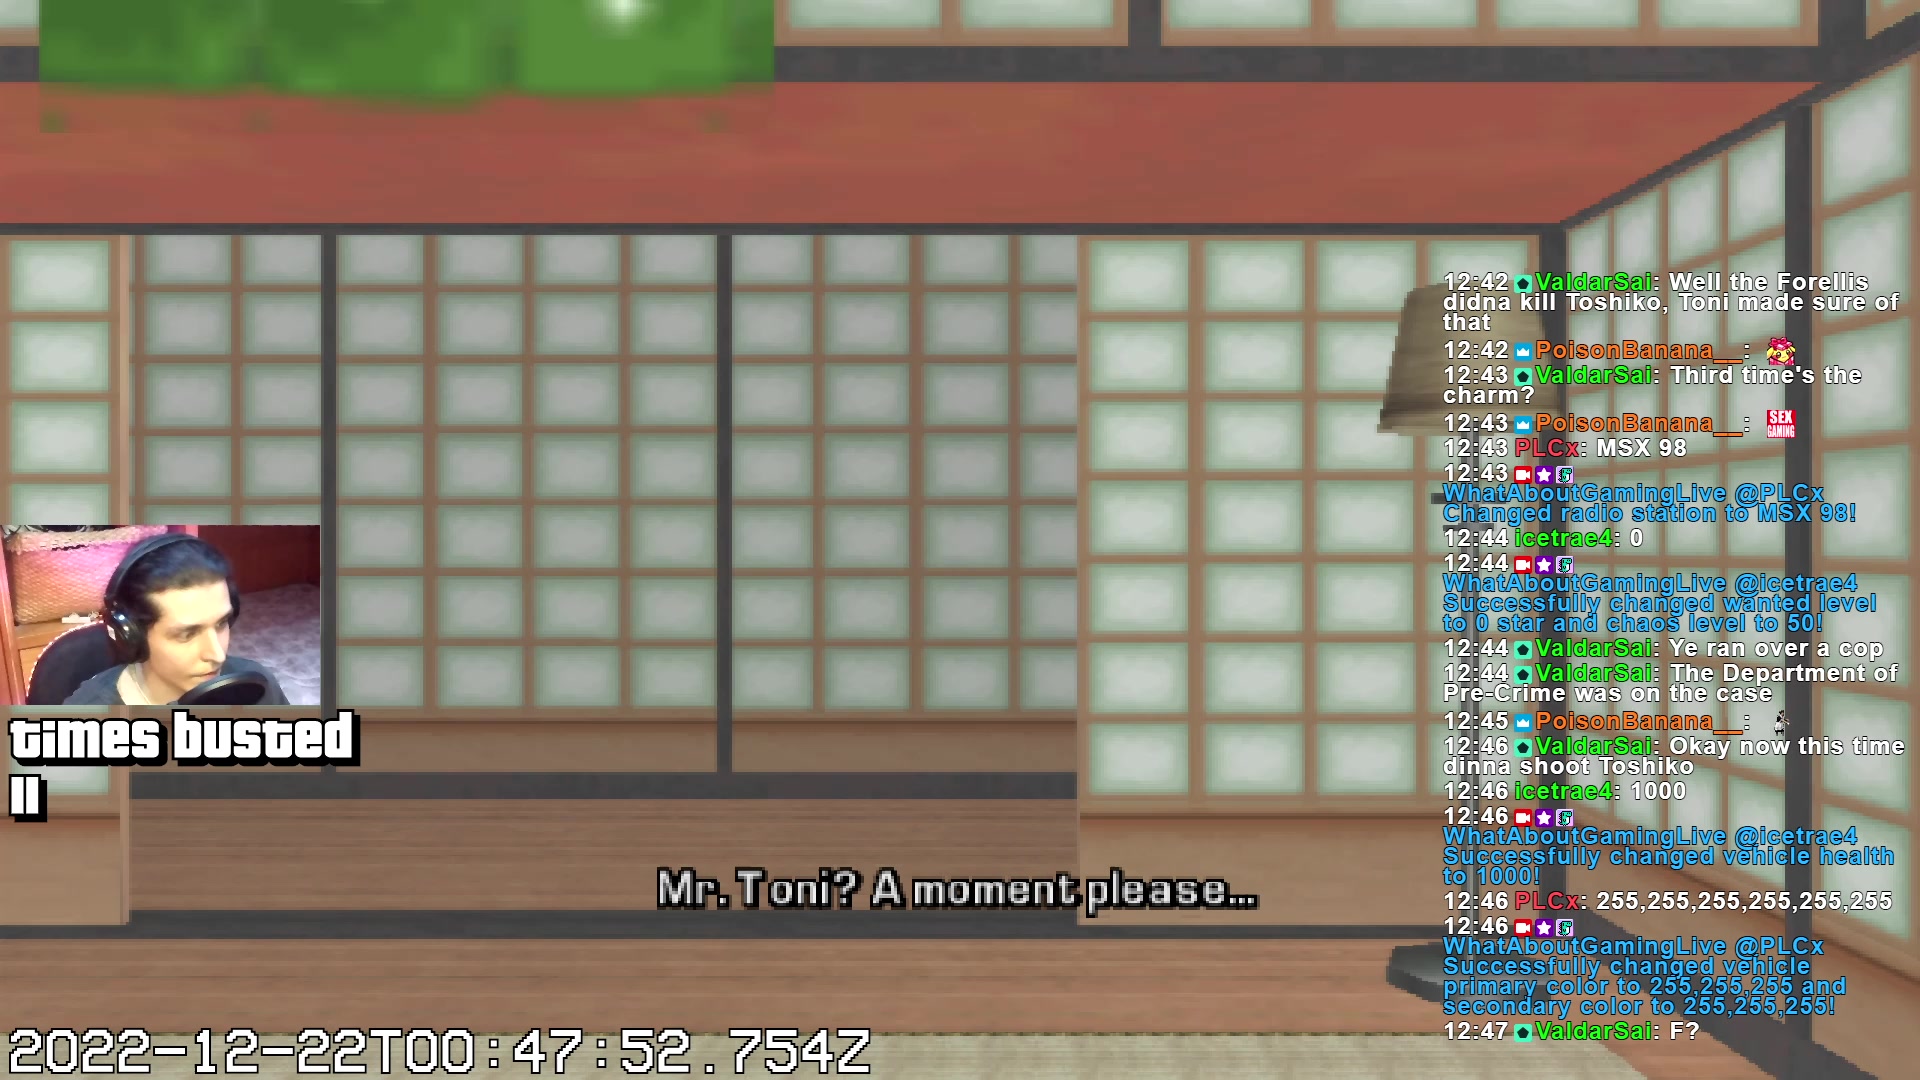 12:42 ValdarSai: Well the Forellis
didna kill Toshiko, Toni made sure of
that
12:42 PoisonBanana__:
12:43 ValdarSai: Third time's the
charm?
12:43 PoisonBanana__: SEX
GAMING
12:43 PLCx: MSX 98
12:43
WhatAboutGamingLive @PLCx
Changed radio station to MSX 98!
12:44 icetrae4: 0
12:44
WhatAboutGamingLive @icetrae4
Successfully changed wanted level
to 0 star and chaos level to 50!
12:44 ValdarSai: Ye ran over a cop
12:44 ValdarSai: The Department of
Pre-Crime was on the case
12:45 PoisonBanana__:
12:46 ValdarSai: Okay now this time
dinna shoot Toshiko
12:46 icetrae4: 1000
12:46
WhatAboutGamingLive @icetrae4
Successfully changed vehicle health
to 1000!
12:46 PLCx: 255,255,255,255,255,255
12:46
WhatAboutGamingLive @PLCx
Successfully changed vehicle
primary color to 255,255,255 and
secondary color to 255,255,255!
12:47 ValdarSai: F?
times busted
11
Mr. Toni? A moment please...
2022-12-22T00:47:52.754Z